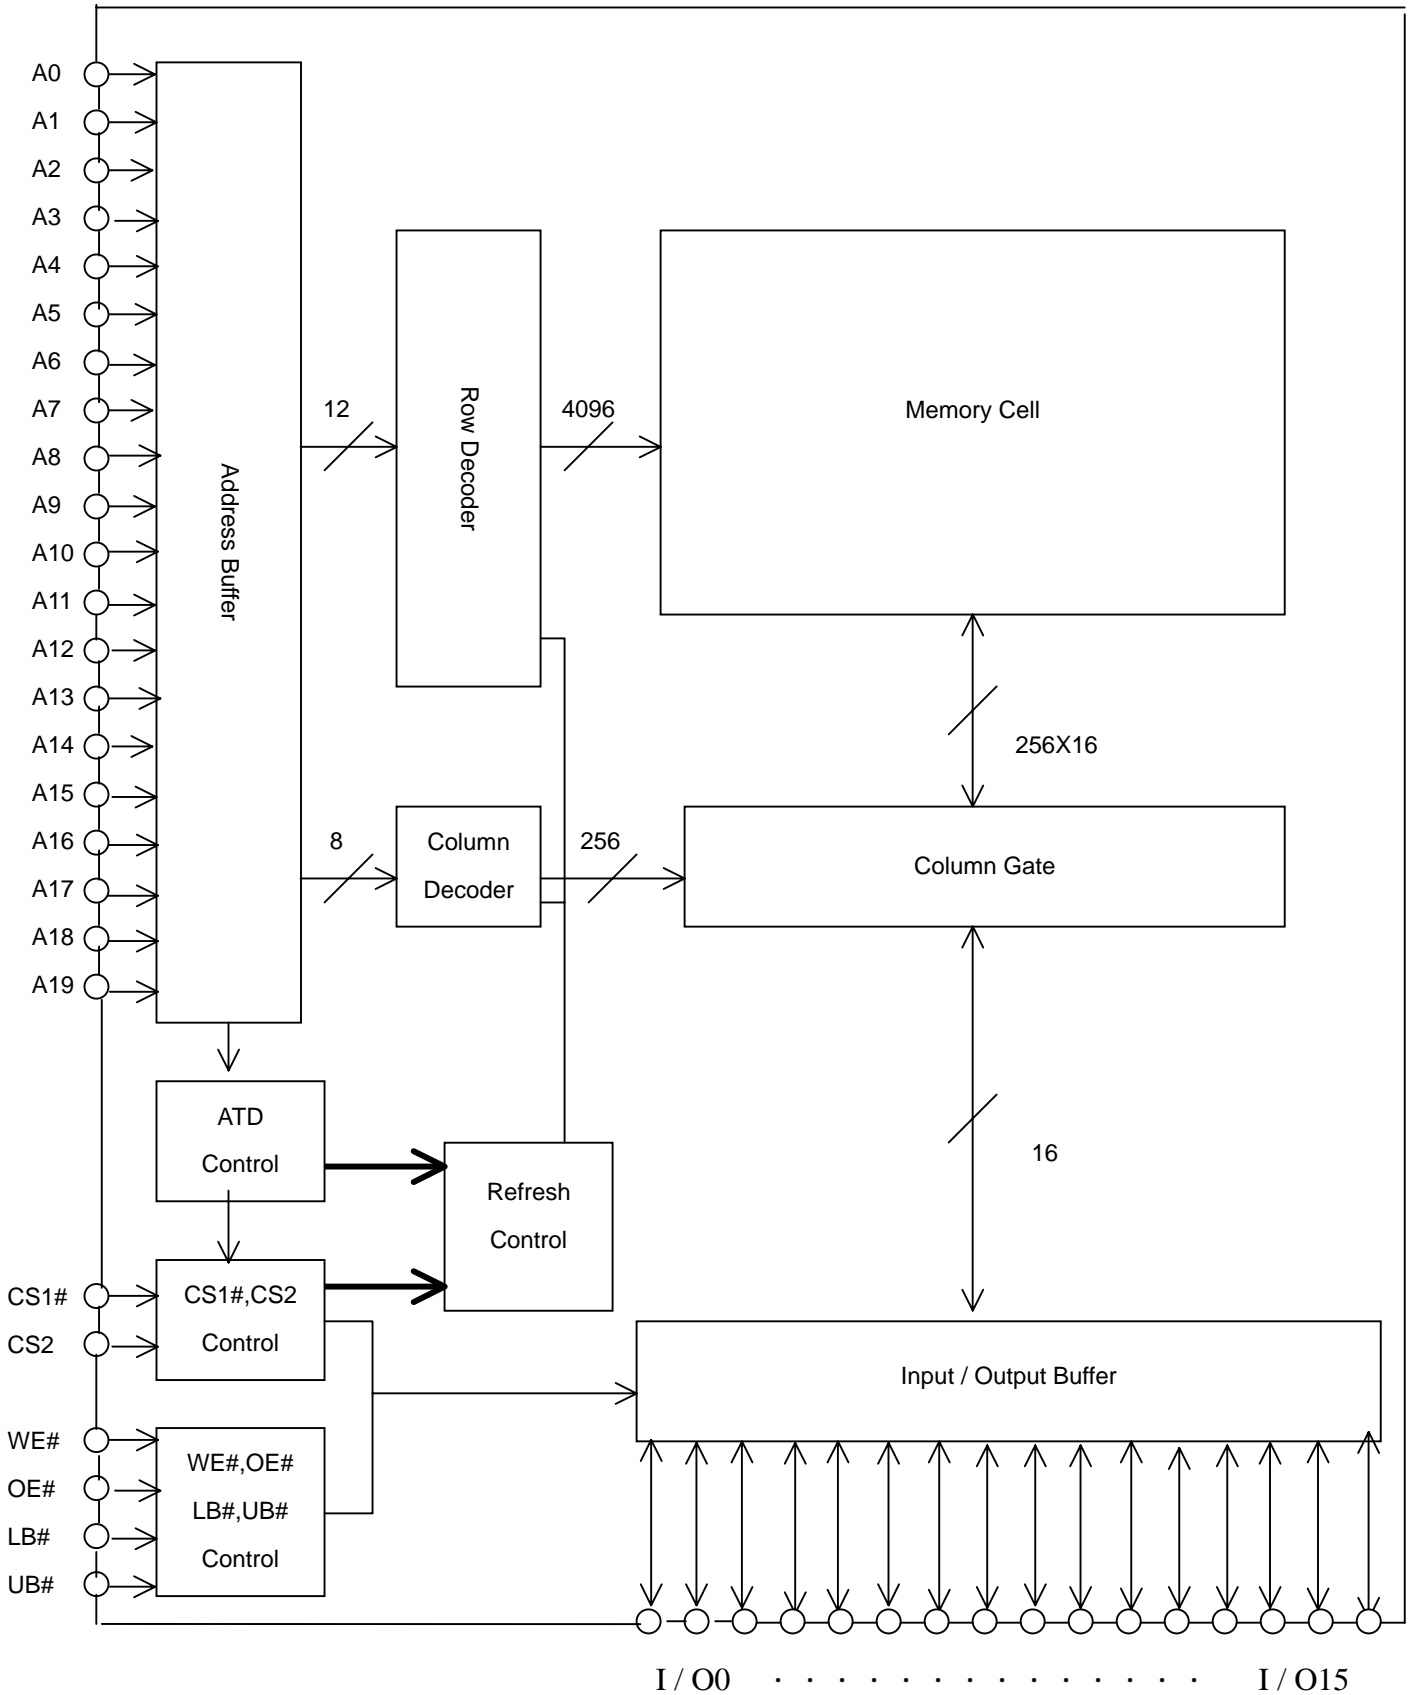 A0
A1
A2
A3
A4
A5
A6
A7
A8
A9
A10
A11
A12
A13
A14
A15
A16
A17
A18
A19
Address Buffer
12
Row Decoder
4096
Memory Cell
256X16
8
Column
Decoder
256
Column Gate
16
ATD
Control
Refresh
Control
CS1#
CS2
CS1#,CS2
Control
Input / Output Buffer
WE#
OE#
LB#
UB#
WE#,OE#
LB#,UB#
Control
I / O0 · · · · · · · · · · · · · · I / O15